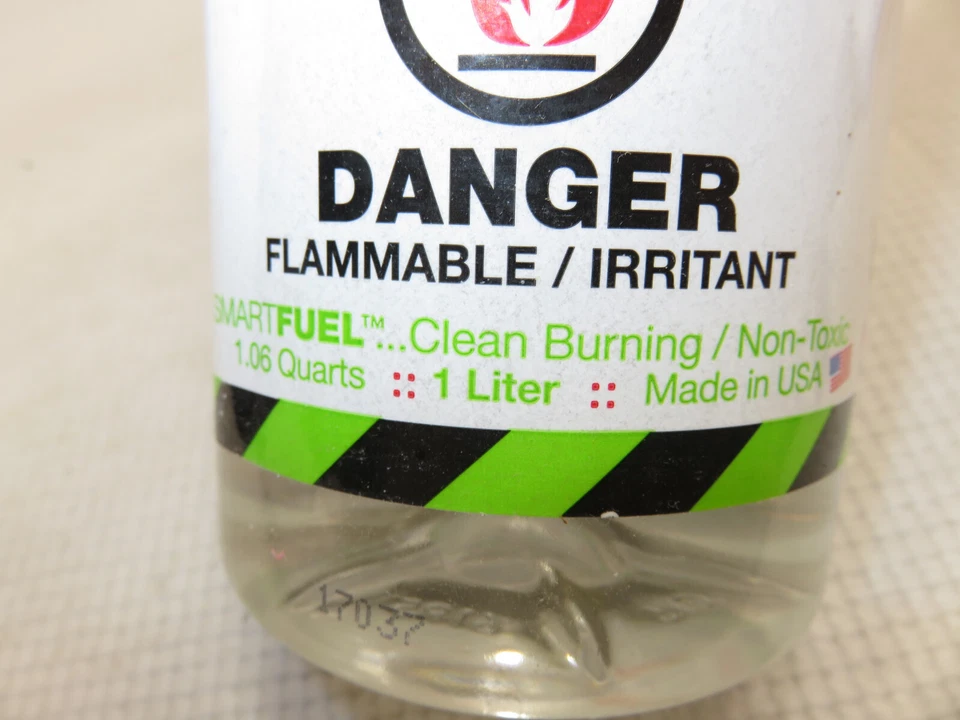 DANGER
FLAMMABLE / IRRITANT
SMARTFUEL™...Clean Burning / Non-Toxic
1.06 Quarts :: 1 Liter :: Made in USA
17037